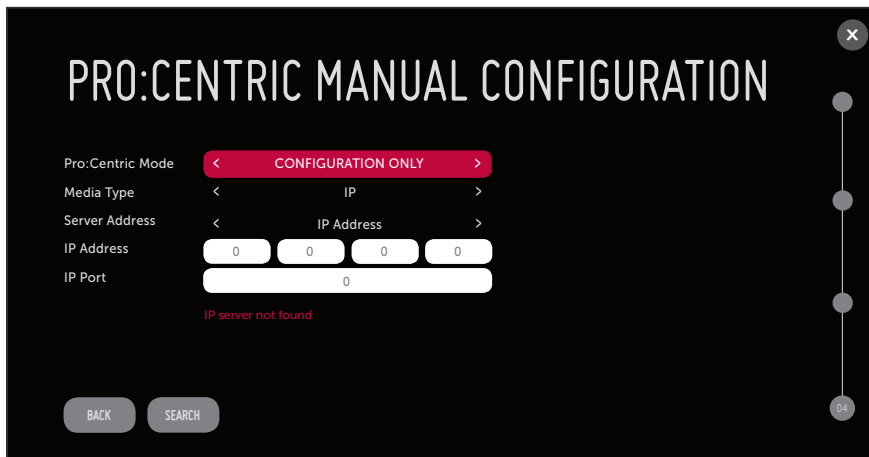 X
PRO:CENTRIC MANUAL CONFIGURATION
Pro:Centric Mode < CONFIGURATION ONLY >
Media Type < IP >
Server Address < IP Address >
IP Address 0 0 0 0
IP Port 0
IP server not found
BACK SEARCH
04